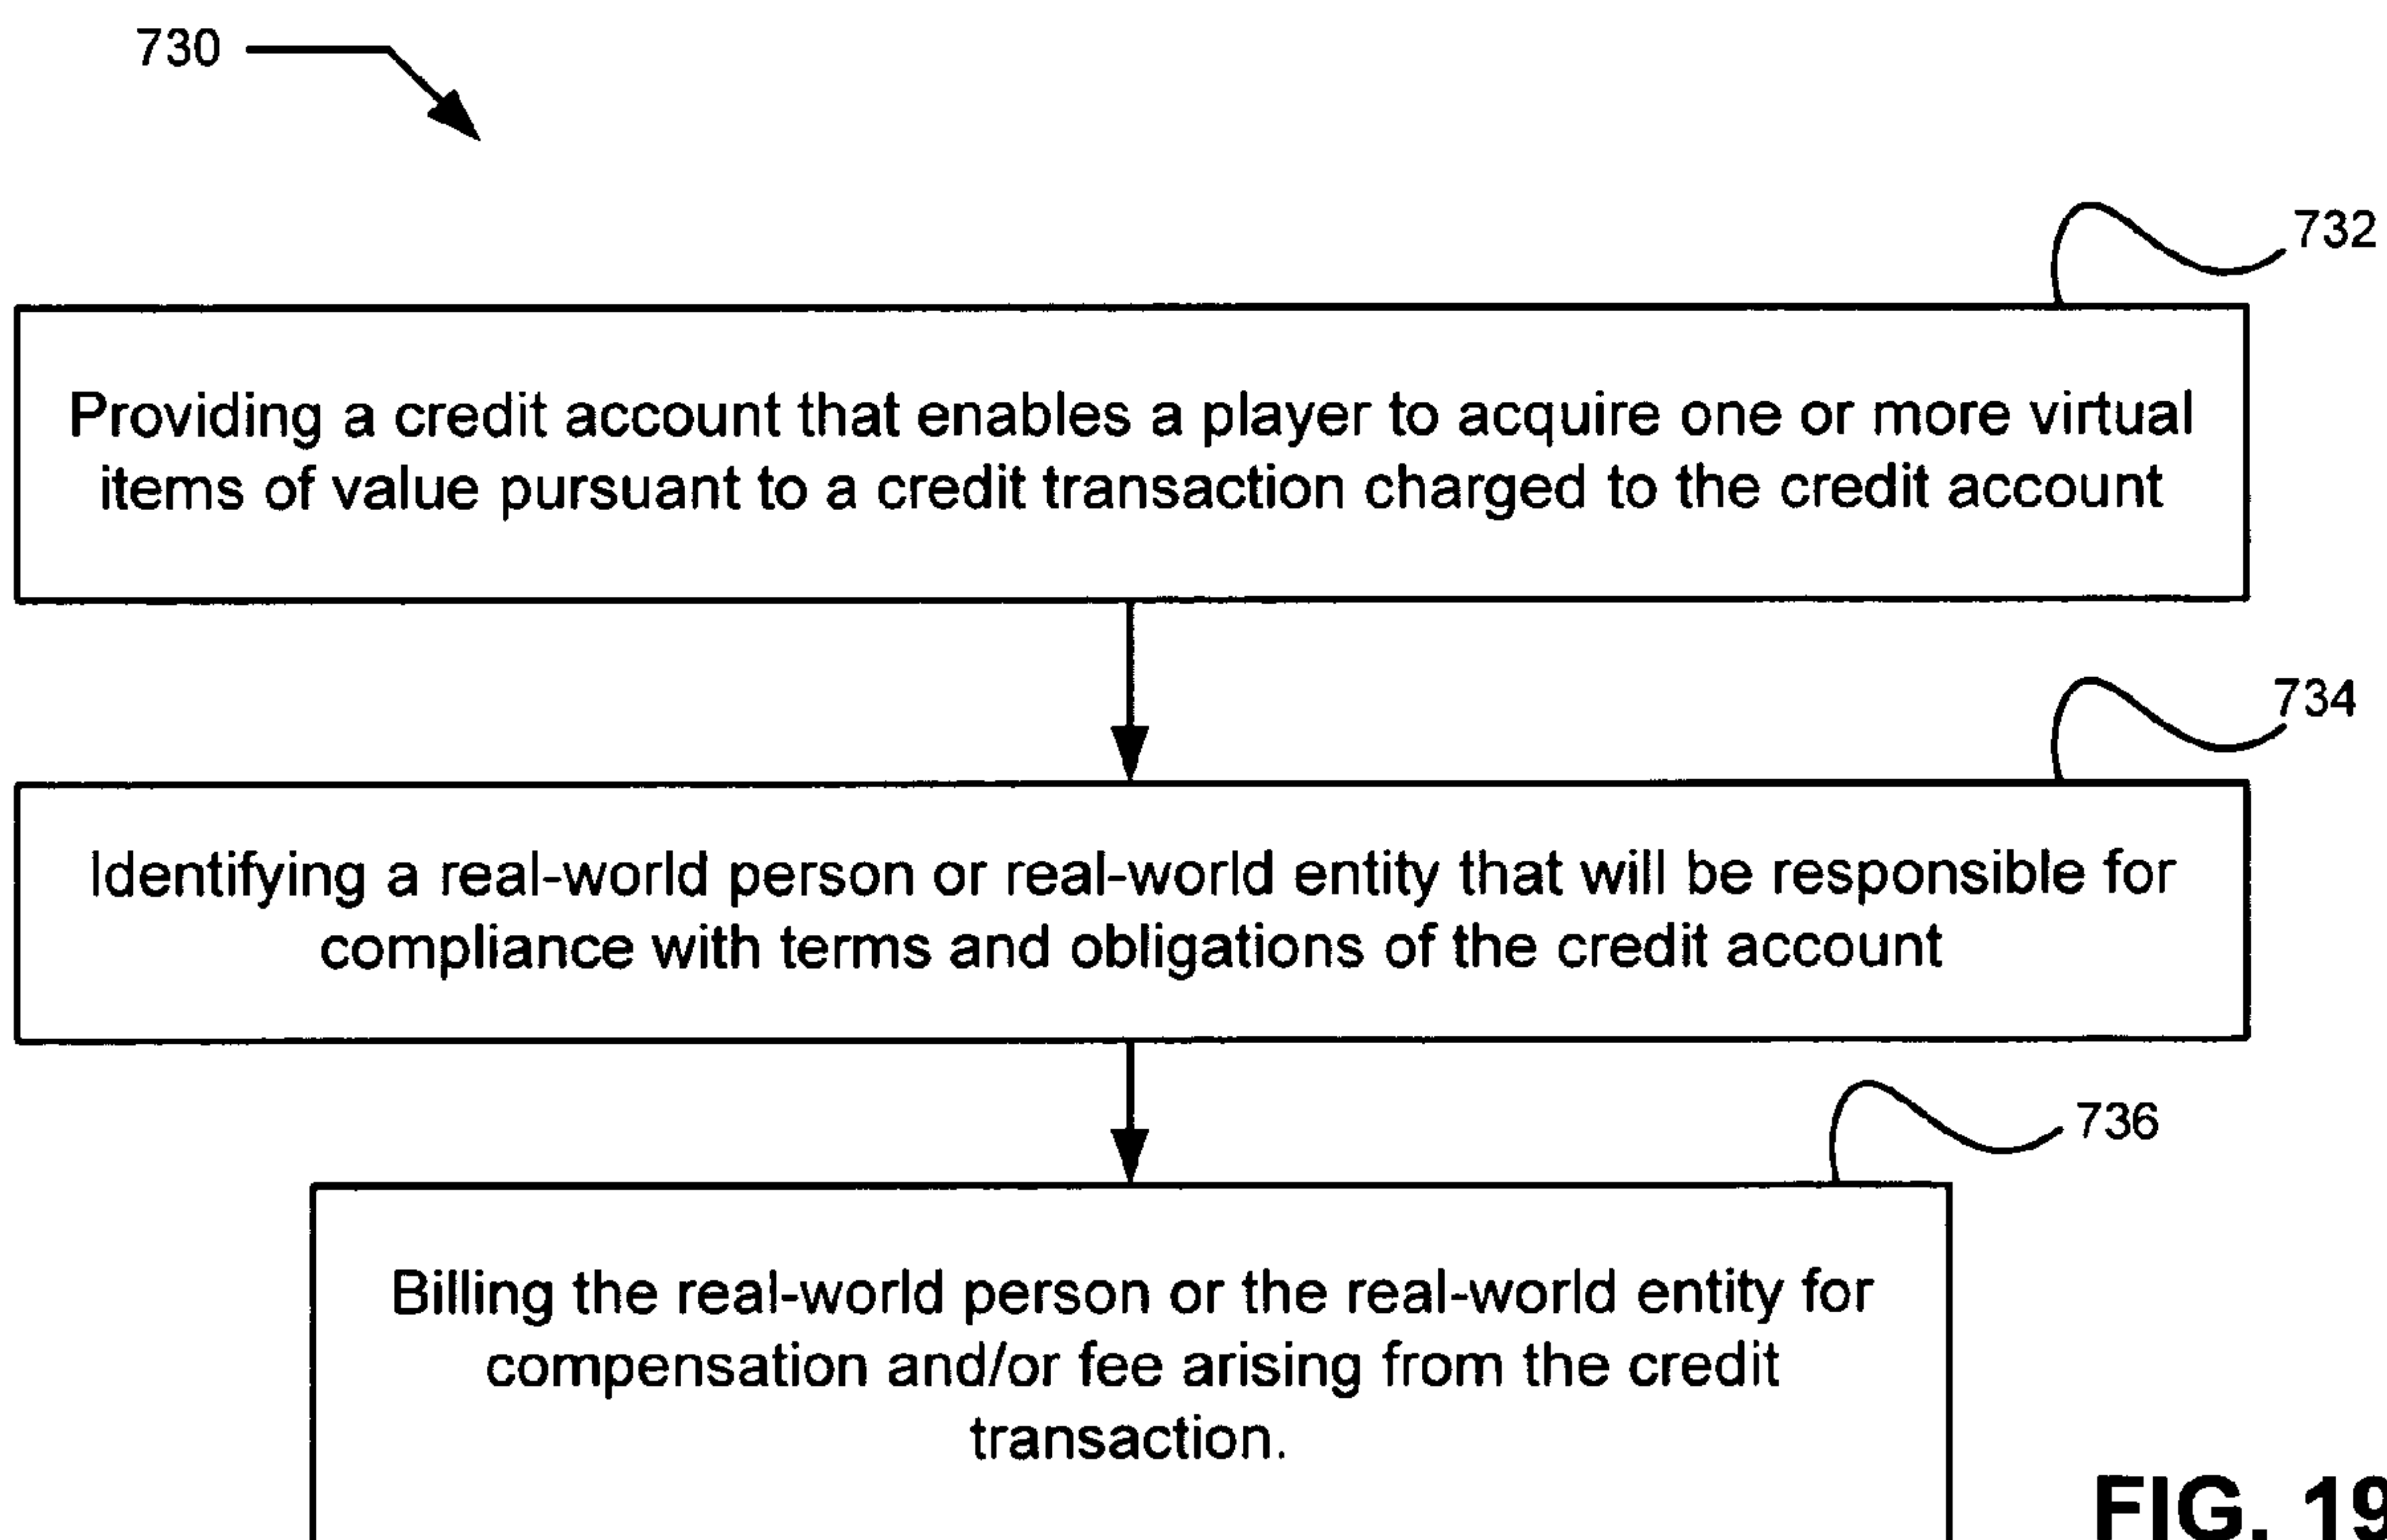 730
732
Providing a credit account that enables a player to acquire one or more virtual
items of value pursuant to a credit transaction charged to the credit account
734
Identifying a real-world person or real-world entity that will be responsible for
compliance with terms and obligations of the credit account
736
Billing the real-world person or the real-world entity for
compensation and/or fee arising from the credit
transaction.
FIG. 19